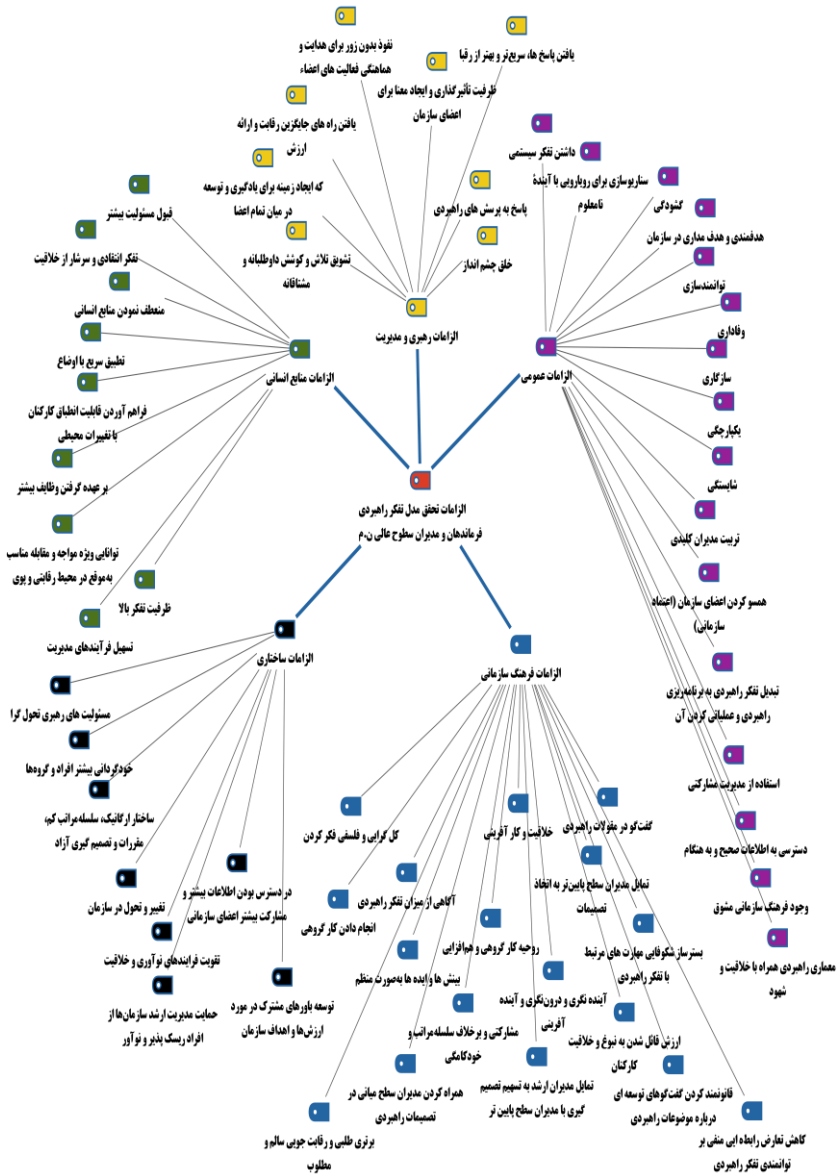 یافتن پاسخ ها، سریع‌تر و بهتر از رقبا
نفوذ بدون زور برای هدایت و
هماهنگی فعالیت های اعضاء
ظرفیت تأثیرگذاری و ایجاد معنا برای
اعضای سازمان
یافتن راه های جایگزین رقابت و ارائه
ارزش
که ایجاد زمینه برای یادگیری و توسعه
در میان تمام اعضا
پاسخ به پرسش های راهبردی
تشویق تلاش و کوشش داوطلبانه و
مشتاقانه
خلق چشم انداز
الزامات رهبری و مدیریت
داشتن تفکر سیستمی
سناریوسازی برای رویارویی با آیندهٔ
نامعلوم
گشودگی
هدفمندی و هدف مداری در سازمان
توانمندسازی
وفاداری
سازگاری
یکپارچگی
شایستگی
تربیت مدیران کلیدی
همسو کردن اعضای سازمان (اعتماد
سازمانی)
تبدیل تفکر راهبردی به برنامه‌ریزی
راهبردی و عملیاتی کردن آن
استفاده از مدیریت مشارکتی
دسترسی به اطلاعات صحیح و به هنگام
وجود فرهنگ سازمانی مشوق
معماری راهبردی همراه با خلاقیت و
شهود
الزامات عمومی
قبول مسئولیت بیشتر
تفکر انتقادی و سرشار از خلاقیت
منعطف نمودن منابع انسانی
تطبیق سریع با اوضاع
فراهم آوردن قابلیت انطباق کارکنان
با تغییرات محیطی
بر عهده گرفتن وظایف بیشتر
توانایی ویژه مواجه و مقابله مناسب
به‌موقع در محیط رقابتی و پوی
ظرفیت تفکر بالا
تسهیل فرآیندهای مدیریت
الزامات منابع انسانی
الزامات تحقق مدل تفکر راهبردی
فرماندهان و مدیران سطوح عالی ن.م
الزامات ساختاری
مسئولیت های رهبری تحول گرا
خودگردانی بیشتر افراد و گروه‌ها
ساختار ارگانیک، سلسله‌مراتب کم،
مقررات و تصمیم گیری آزاد
تغییر و تحول در سازمان
در دسترس بودن اطلاعات بیشتر و
مشارکت بیشتر اعضای سازمانی
تقویت فرایندهای نوآوری و خلاقیت
حمایت مدیریت ارشد سازمان‌ها از
افراد ریسک پذیر و نوآور
توسعه باورهای مشترک در مورد
ارزش‌ها و اهداف سازمان
الزامات فرهنگ سازمانی
کل گرایی و فلسفی فکر کردن
خلاقیت و کار آفرینی
گفت‌گو در مقولات راهبردی
آگاهی از میزان تفکر راهبردی
تمایل مدیران سطح پایین‌تر به اتخاذ
تصمیمات
انجام دادن کار گروهی
روحیه کار گروهی و هم‌افزایی
بسترساز شکوفایی مهارت های مرتبط
با تفکر راهبردی
بینش ها و ایده ها به‌صورت منظم
آینده نگری و درون‌نگری و آینده
آفرینی
مشارکتی و برخلاف سلسله‌مراتب و
خودکامگی
ارزش قائل شدن به نبوغ و خلاقیت
کارکنان
همراه کردن مدیران سطح میانی در
تصمیمات راهبردی
تمایل مدیران ارشد به تسهیم تصمیم
گیری با مدیران سطح پایین تر
قانونمند کردن گفت‌گوهای توسعه ای
درباره موضوعات راهبردی
برتری طلبی و رقابت جویی سالم و
مطلوب
کاهش تعارض رابطه ایی منفی بر
توانمندی تفکر راهبردی